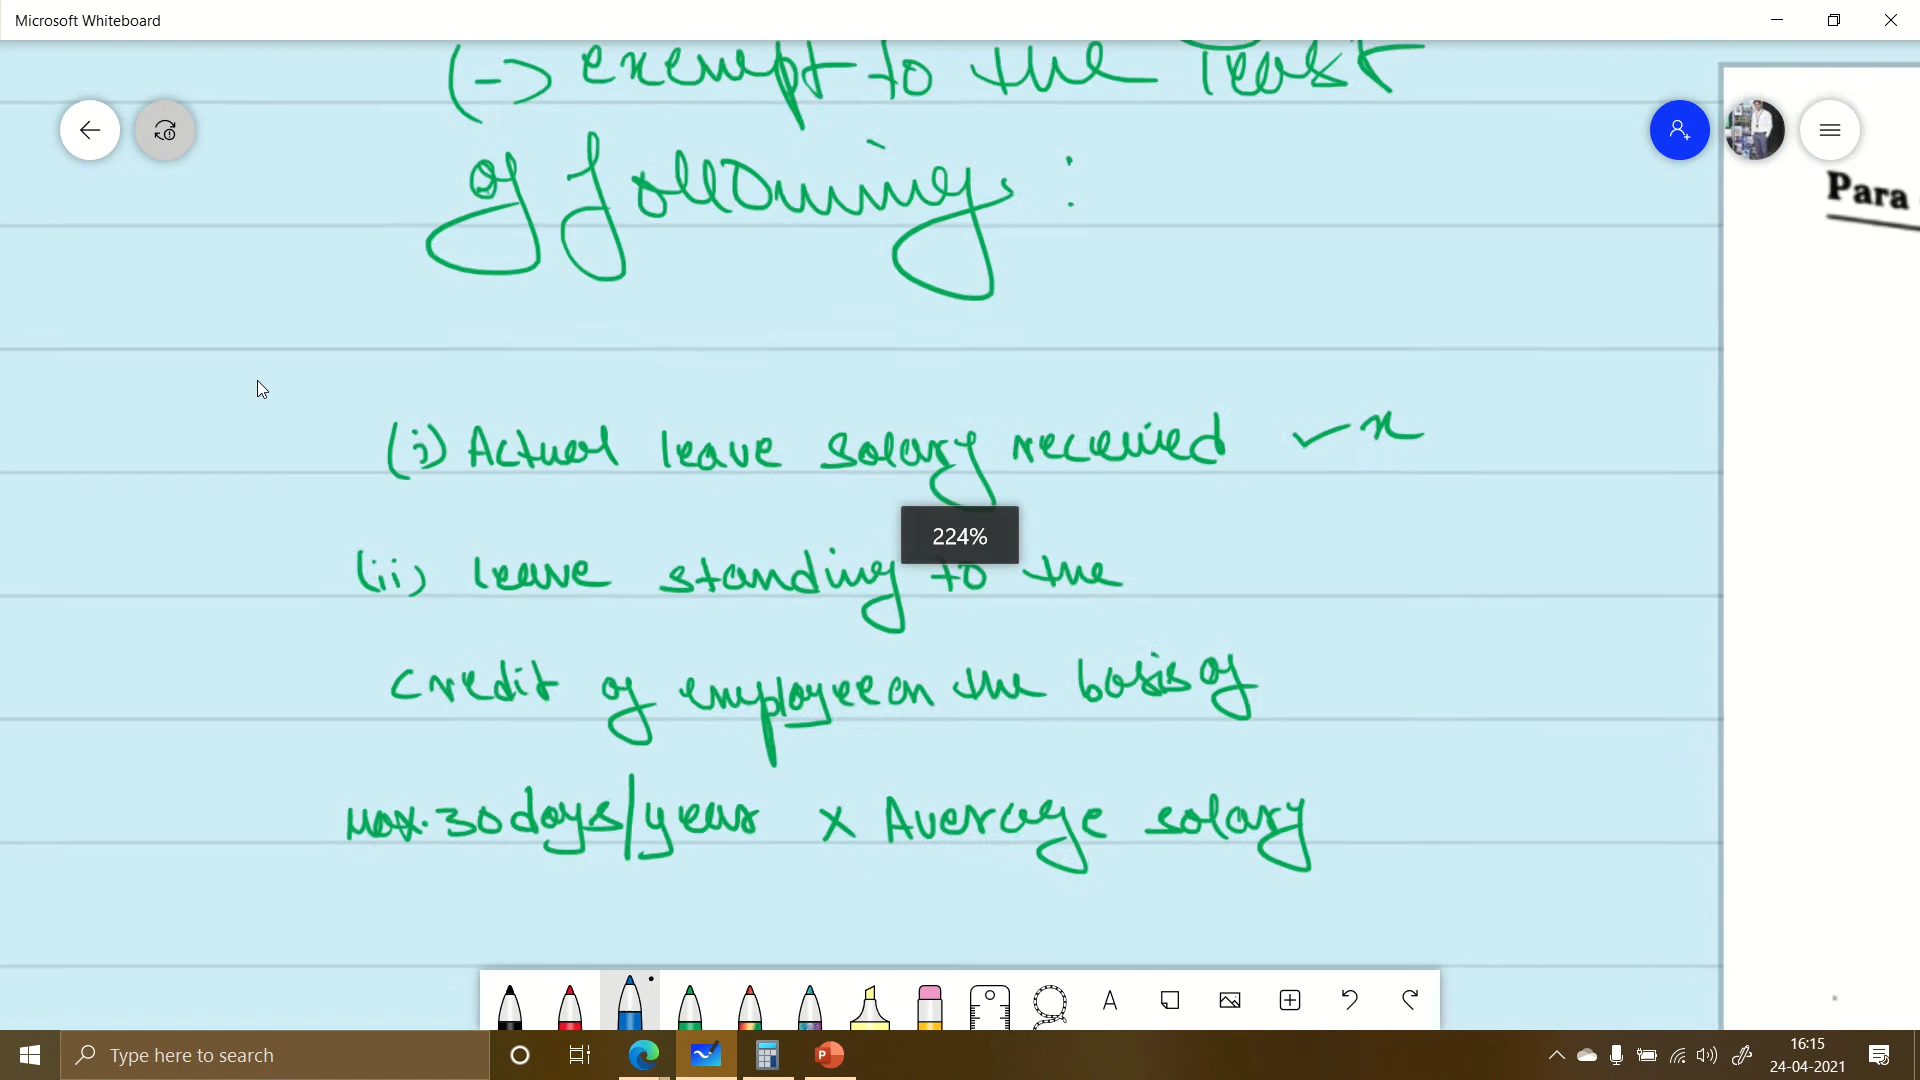 Microsoft Whiteboard
(-) exempt to the least
of following :
Para
(i) Actual leave salary received ✓ x
224%
(ii) leave standing to the
credit of employee on the basis of
Max. 30 days/year x Average salary
A
Type here to search
16:15
24-04-2021